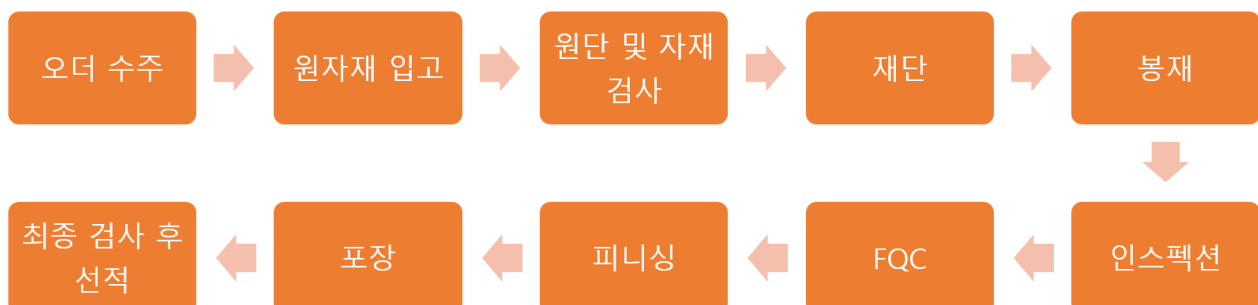 오더 수주
원자재 입고
원단 및 자재
검사
재단
봉재
인스펙션
FQC
피니싱
포장
최종 검사 후
선적